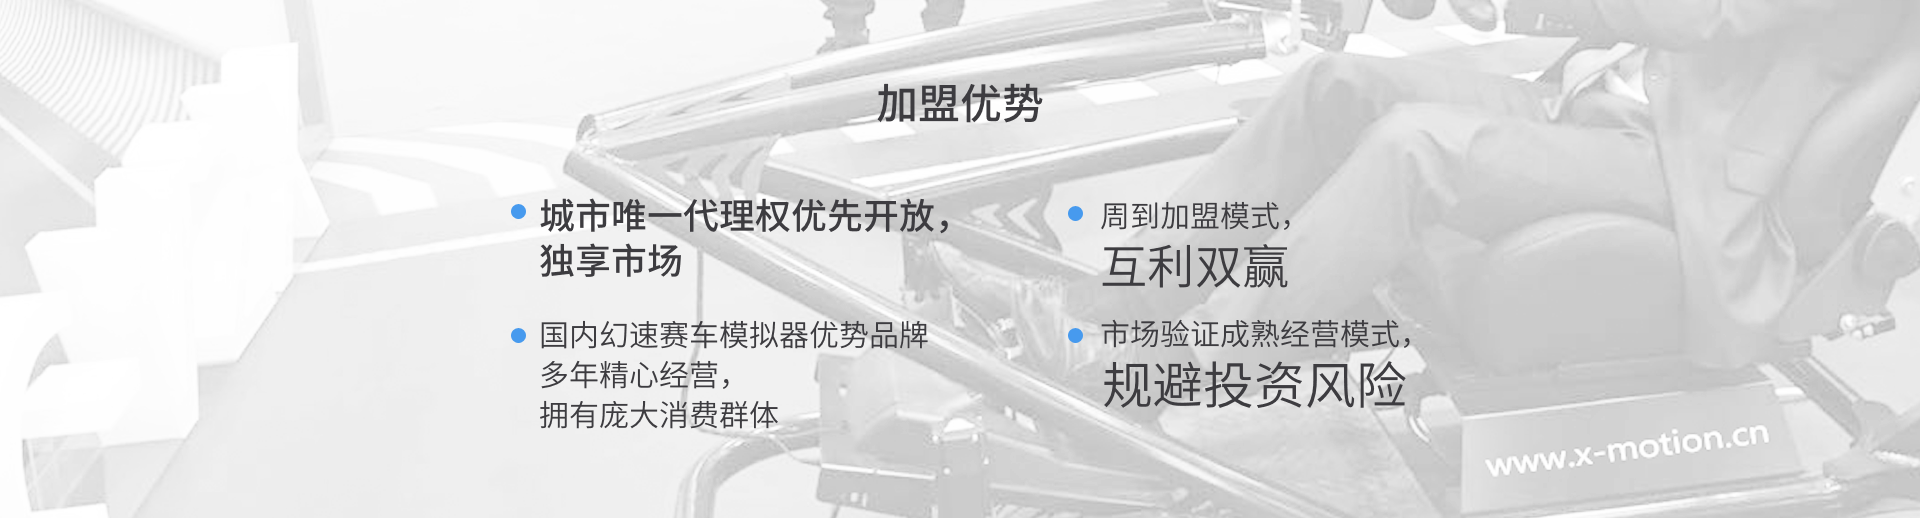 加盟优势
城市唯一代理权优先开放，
独享市场
国内幻速赛车模拟器优势品牌
多年精心经营，
拥有庞大消费群体
周到加盟模式，
互利双赢
市场验证成熟经营模式，
规避投资风险
www.x-motion.cn